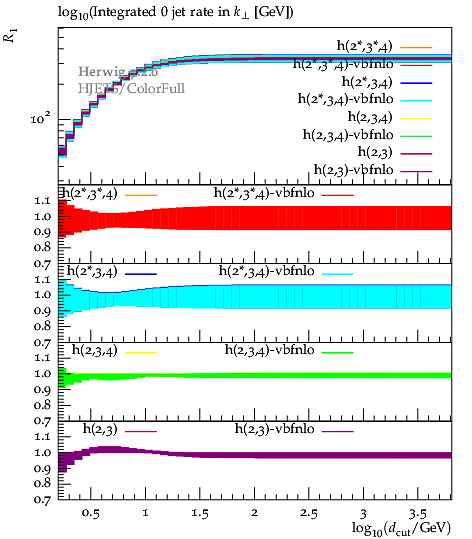 log₁₀(Integrated 0 jet rate in k⊥ [GeV])
R₁
h(2*,3*,4)
h(2*,3*,4)-vbfnlo
h(2*,3,4)
h(2*,3,4)-vbfnlo
h(2,3,4)
h(2,3,4)-vbfnlo
h(2,3)
h(2,3)-vbfnlo
HJETS/ColorFull
10²
h(2*,3*,4) h(2*,3*,4)-vbfnlo
1.1
1.0
0.9
0.8
h(2*,3,4) h(2*,3,4)-vbfnlo
0.7
1.1
1.0
0.9
0.8
h(2,3,4) h(2,3,4)-vbfnlo
0.7
1.1
1.0
0.9
0.8
h(2,3) h(2,3)-vbfnlo
0.7
1.1
1.0
0.9
0.8
0.7
0.5 1 1.5 2 2.5 3 3.5
log₁₀(d_cut/GeV)